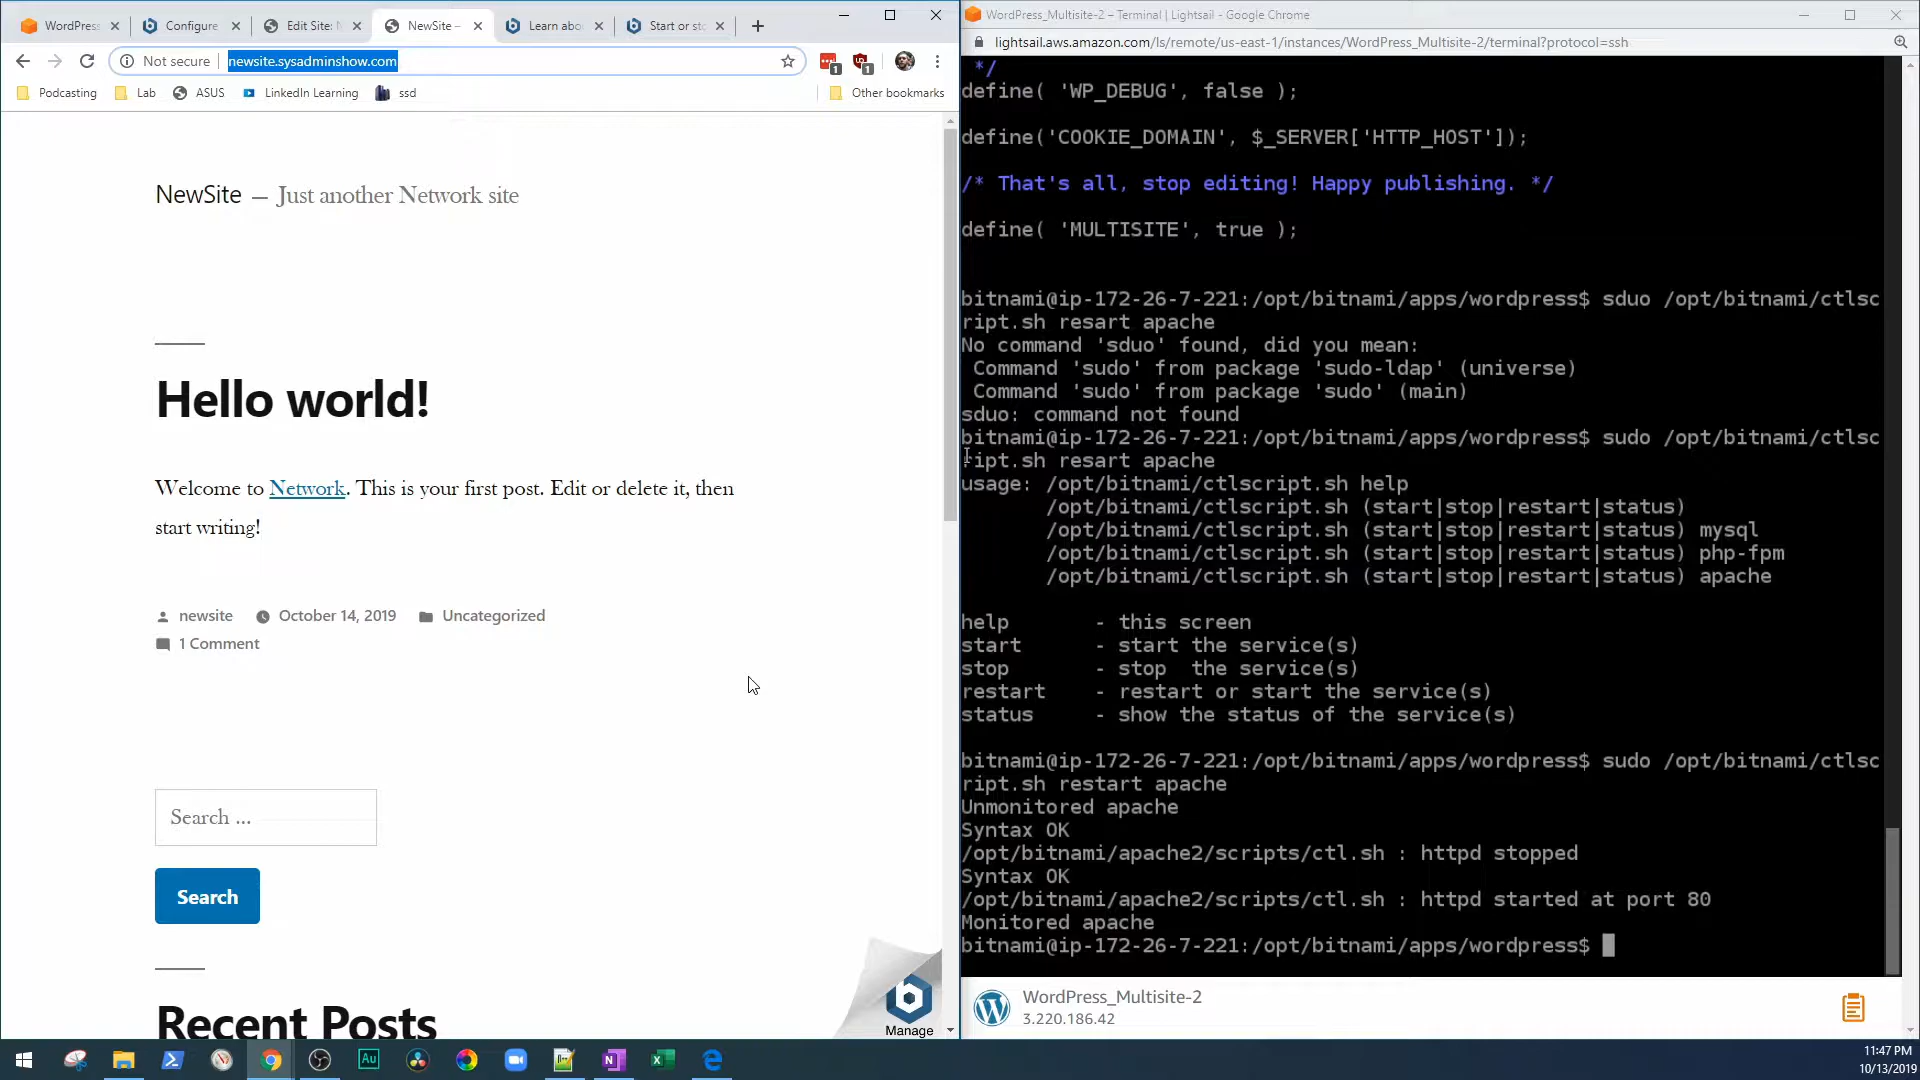 WordPress
Configure
Edit Site: N
NewSite –
Learn abo
Start or sto
Not secure
newsite.sysadminshow.com
1
1
Podcasting
Lab
ASUS
LinkedIn Learning
ssd
Other bookmarks
NewSite — Just another Network site
Hello world!
Welcome to Network. This is your first post. Edit or delete it, then
start writing!
newsite
October 14, 2019
Uncategorized
1 Comment
Search …
Search
Recent Posts
Manage
WordPress_Multisite-2 – Terminal | Lightsail - Google Chrome
lightsail.aws.amazon.com/ls/remote/us-east-1/instances/WordPress_Multisite-2/terminal?protocol=ssh
*/
define( 'WP_DEBUG', false );
define('COOKIE_DOMAIN', $_SERVER['HTTP_HOST']);
/* That's all, stop editing! Happy publishing. */
define( 'MULTISITE', true );
bitnami@ip-172-26-7-221:/opt/bitnami/apps/wordpress$ sduo /opt/bitnami/ctlsc
ript.sh resart apache
No command 'sduo' found, did you mean:
Command 'sudo' from package 'sudo-ldap' (universe)
Command 'sudo' from package 'sudo' (main)
sduo: command not found
bitnami@ip-172-26-7-221:/opt/bitnami/apps/wordpress$ sudo /opt/bitnami/ctlsc
ript.sh resart apache
usage: /opt/bitnami/ctlscript.sh help
/opt/bitnami/ctlscript.sh (start|stop|restart|status)
/opt/bitnami/ctlscript.sh (start|stop|restart|status) mysql
/opt/bitnami/ctlscript.sh (start|stop|restart|status) php-fpm
/opt/bitnami/ctlscript.sh (start|stop|restart|status) apache
help - this screen
start - start the service(s)
stop - stop the service(s)
restart - restart or start the service(s)
status - show the status of the service(s)
bitnami@ip-172-26-7-221:/opt/bitnami/apps/wordpress$ sudo /opt/bitnami/ctlsc
ript.sh restart apache
Unmonitored apache
Syntax OK
/opt/bitnami/apache2/scripts/ctl.sh : httpd stopped
Syntax OK
/opt/bitnami/apache2/scripts/ctl.sh : httpd started at port 80
Monitored apache
bitnami@ip-172-26-7-221:/opt/bitnami/apps/wordpress$
WordPress_Multisite-2
3.220.186.42
Au
11:47 PM
10/13/2019